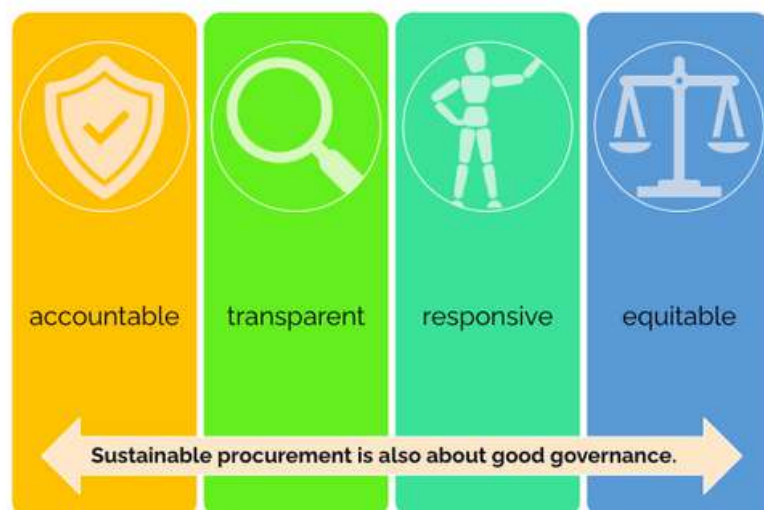 accountable
transparent
responsive
equitable
Sustainable procurement is also about good governance.